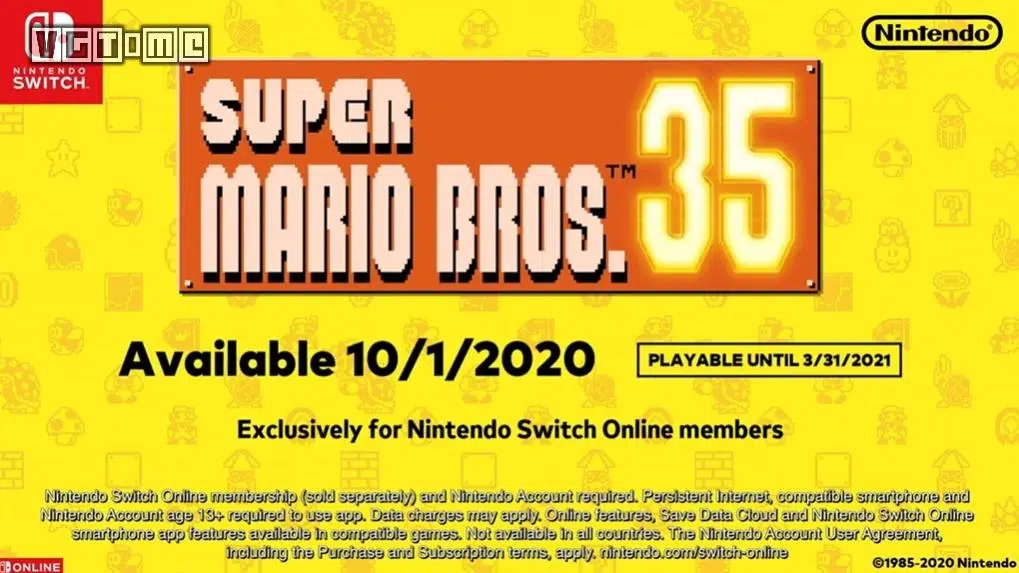 VGTIME
NINTENDO
SWITCH™
Nintendo®
SUPER
MARIO BROS.™ 35
Available 10/1/2020
PLAYABLE UNTIL 3/31/2021
Exclusively for Nintendo Switch Online members
Nintendo Switch Online membership (sold separately) and Nintendo Account required. Persistent Internet, compatible smartphone and
Nintendo Account age 13+ required to use app. Data charges may apply. Online features, Save Data Cloud and Nintendo Switch Online
smartphone app features available in compatible games. Not available in all countries. The Nintendo Account User Agreement,
including the Purchase and Subscription terms, apply. nintendo.com/switch-online
ONLINE
©1985-2020 Nintendo